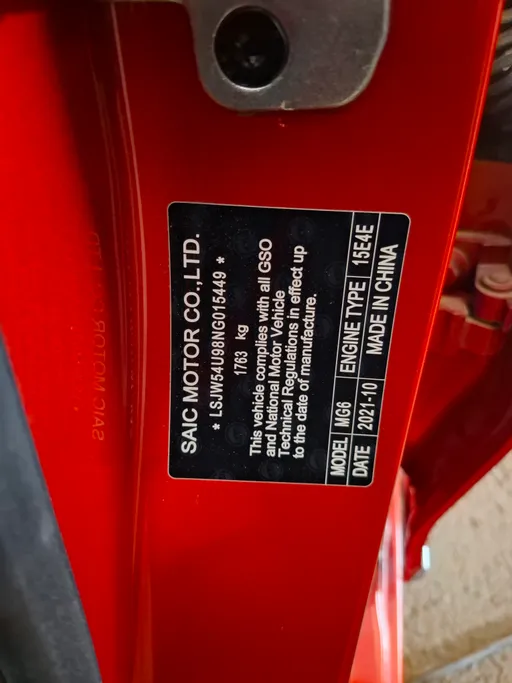 SAIC MOTOR CO.,LTD.
* LSJW54U98NG015449 *
1763 kg
This vehicle complies with all GSO
and National Motor Vehicle
Technical Regulations in effect up
to the date of manufacture.
MODEL MG6 ENGINE TYPE 15E4E
DATE 2021-10 MADE IN CHINA